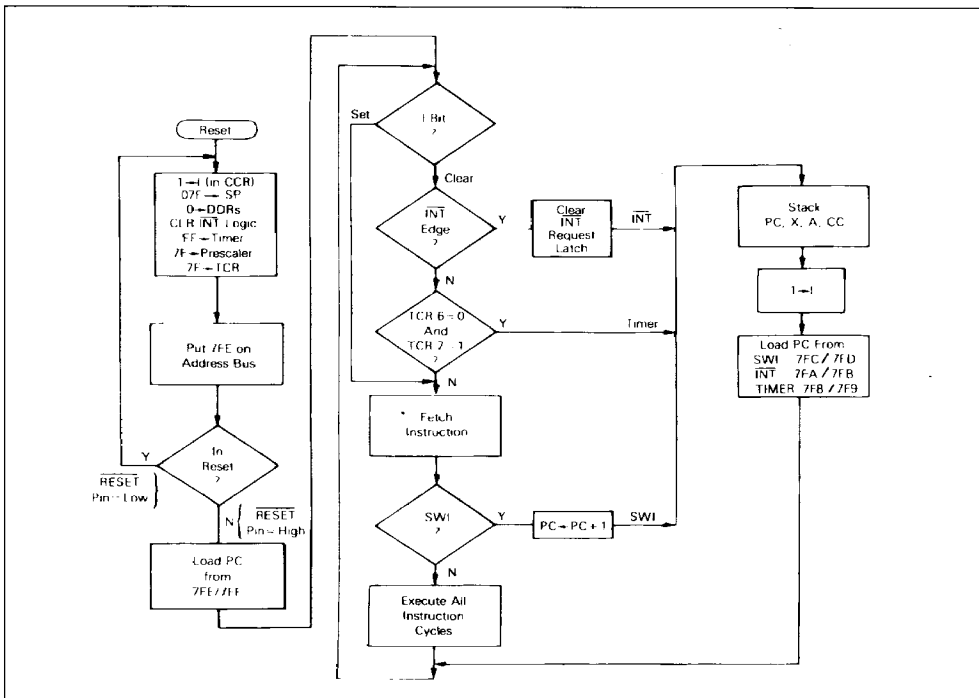 Reset
1→I (in CCR)
07F→SP
0→DDRs
CLR INT Logic
FF→Timer
7F→Prescaler
7F→TCR
Put 7FE on
Address Bus
In
Reset
?
Y
RESET
Pin=Low
N
RESET
Pin=High
Load PC
from
7FE/7FF
Set
I Bit
?
Clear
INT
Edge
?
Y
Clear
INT
Request
Latch
INT
N
TCR 6=0
And
TCR 7=1
?
Y
Timer
N
Fetch
Instruction
SWI
?
Y
PC←PC+1
SWI
N
Execute All
Instruction
Cycles
Stack
PC, X, A, CC
1→I
Load PC From
SWI 7FC/7FD
INT 7FA/7FB
TIMER 7F8/7F9